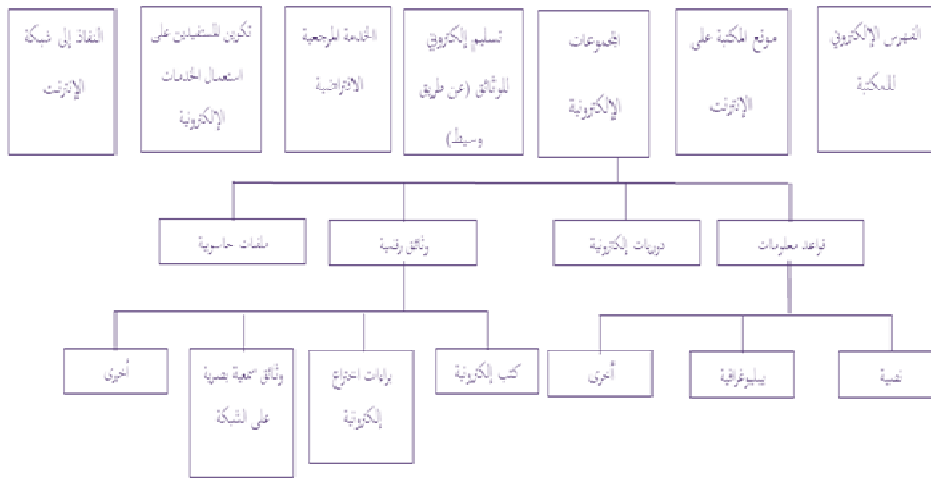 الفهرس الإلكتروني
للمكتبة
موقع المكتبة على
الإنترنت
المجموعات
الإلكترونية
تسليم إلكتروني
للوثائق (عن طريق
وسيط)
الخدمة المرجعية
الافتراضية
تكوين المستفيدين على
استعمال الخدمات
الإلكترونية
النفاذ إلى شبكة
الإنترنت
قواعد معلومات
دوريات إلكترونية
وثائق رقمية
ملفات حاسوبية
نصية
بيبليوغرافية
أخرى
كتب إلكترونية
براءات اختراع
إلكترونية
وثائق سمعية بصرية
على الشبكة
أخرى